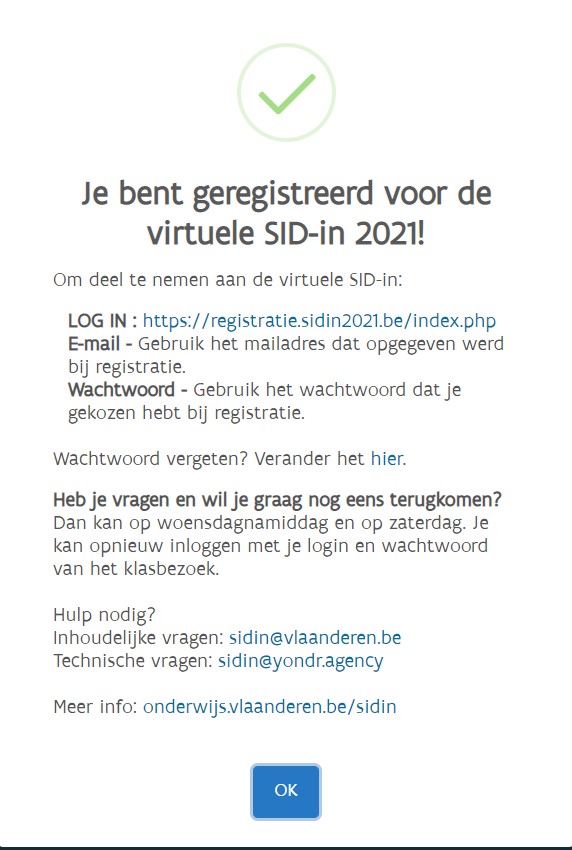 Je bent geregistreerd voor de
virtuele SID-in 2021!
Om deel te nemen aan de virtuele SID-in:
LOG IN : https://registratie.sidin2021.be/index.php
E-mail - Gebruik het mailadres dat opgegeven werd
bij registratie.
Wachtwoord - Gebruik het wachtwoord dat je
gekozen hebt bij registratie.
Wachtwoord vergeten? Verander het hier.
Heb je vragen en wil je graag nog eens terugkomen?
Dan kan op woensdagnamiddag en op zaterdag. Je
kan opnieuw inloggen met je login en wachtwoord
van het klasbezoek.
Hulp nodig?
Inhoudelijke vragen: sidin@vlaanderen.be
Technische vragen: sidin@yondr.agency
Meer info: onderwijs.vlaanderen.be/sidin
OK